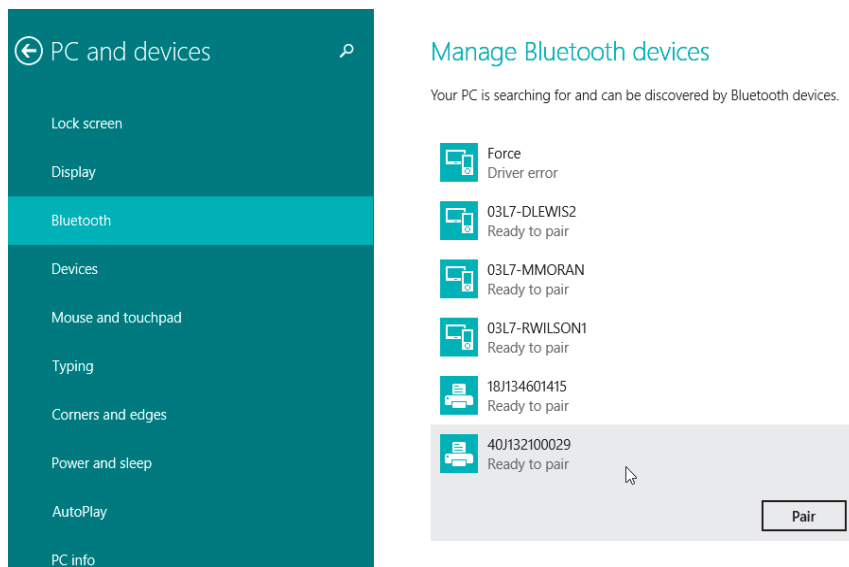 PC and devices
Lock screen
Display
Bluetooth
Devices
Mouse and touchpad
Typing
Corners and edges
Power and sleep
AutoPlay
PC info
Manage Bluetooth devices
Your PC is searching for and can be discovered by Bluetooth devices.
Force
Driver error
03L7-DLEWIS2
Ready to pair
03L7-MMORAN
Ready to pair
03L7-RWILSON1
Ready to pair
18J134601415
Ready to pair
40J132100029
Ready to pair
Pair